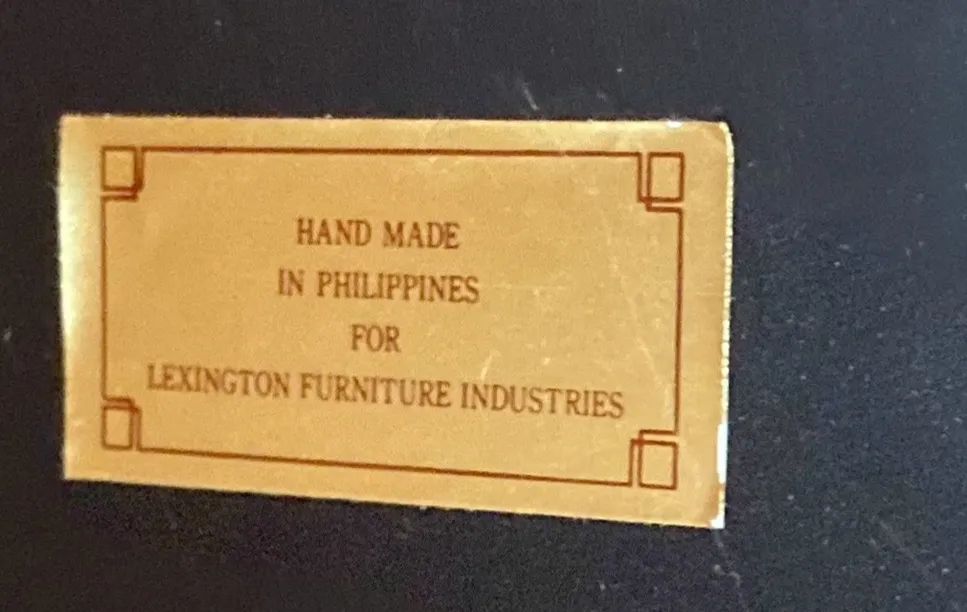 HAND MADE
IN PHILIPPINES
FOR
LEXINGTON FURNITURE INDUSTRIES